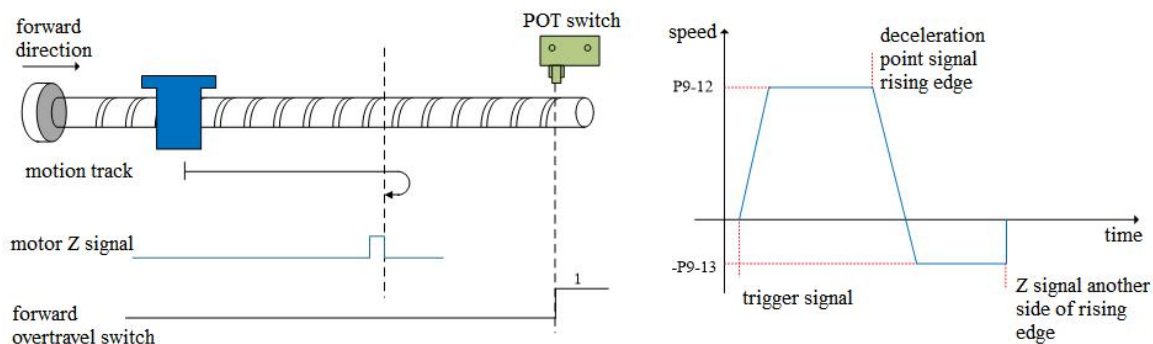 forward
direction
POT switch
motion track
motor Z signal
1
forward
overtravel switch
speed
deceleration
point signal
rising edge
P9-12
time
-P9-13
trigger signal
Z signal another
side of rising
edge